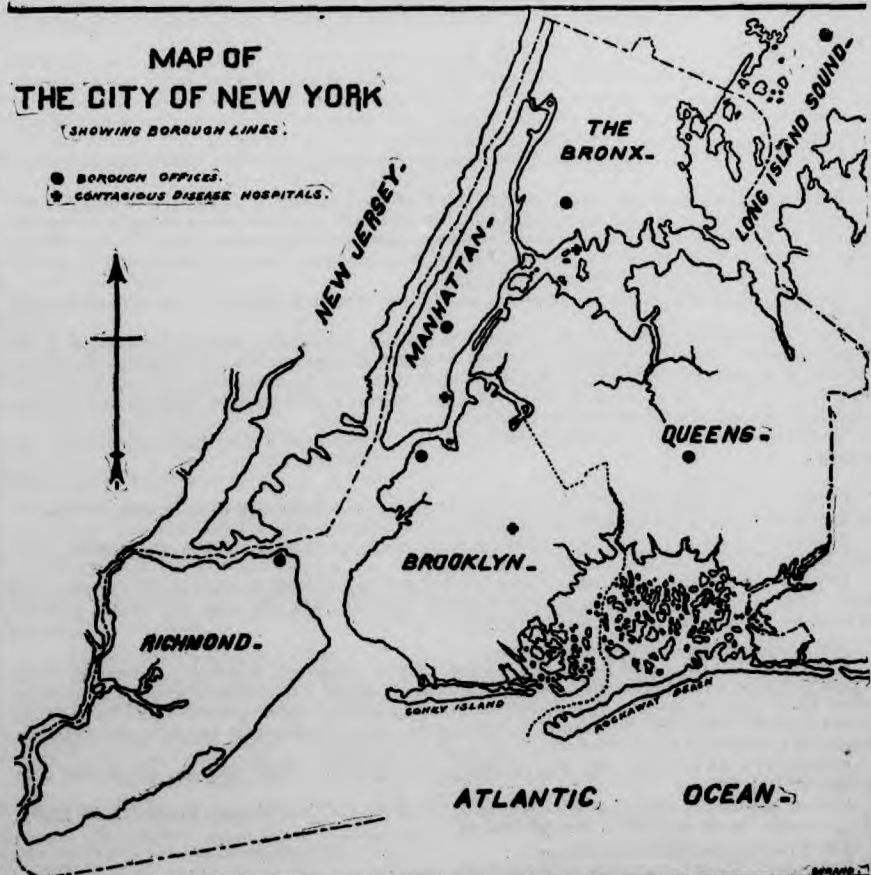 MAP OF
THE CITY OF NEW YORK
SHOWING BOROUGH LINES.
BOROUGH OFFICES.
CONTAGIOUS DISEASE HOSPITALS.
THE
BRONX-
LONG ISLAND SOUND-
NEW JERSEY-
MANHATTAN-
QUEENS-
BROOKLYN-
RICHMOND-
CONEY ISLAND
ROCKAWAY BEACH
ATLANTIC OCEAN-